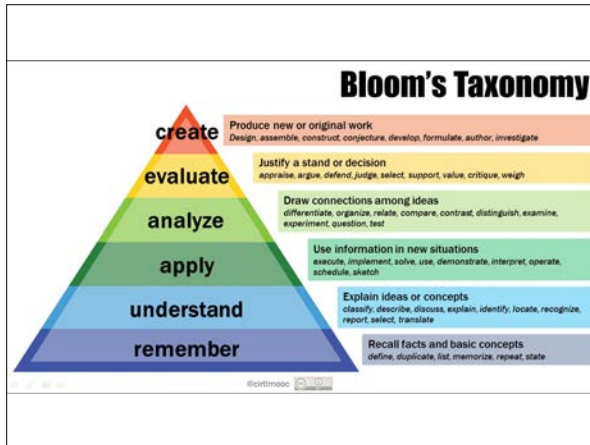 Bloom's Taxonomy
create
Produce new or original work
Design, assemble, construct, conjecture, develop, formulate, author, investigate
evaluate
Justify a stand or decision
appraise, argue, defend, judge, select, support, value, critique, weigh
analyze
Draw connections among ideas
differentiate, organize, relate, compare, contrast, distinguish, examine,
experiment, question, test
apply
Use information in new situations
execute, implement, solve, use, demonstrate, interpret, operate,
schedule, sketch
understand
Explain ideas or concepts
classify, describe, discuss, explain, identify, locate, recognize,
report, select, translate
remember
Recall facts and basic concepts
define, duplicate, list, memorize, repeat, state
@cirtlmooc